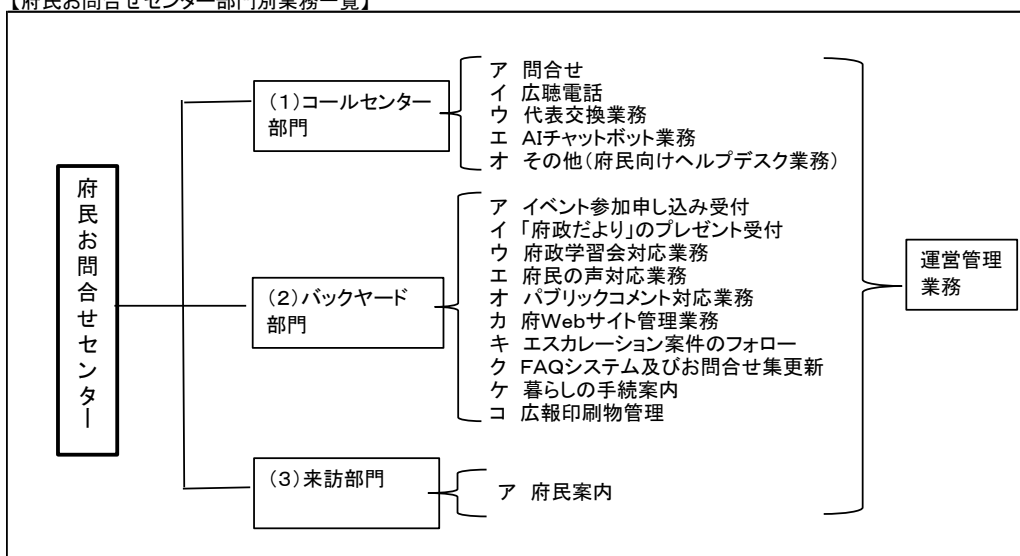 【府民お問合せセンター部門別業務一覧】
府民お問合せセンター
(1)コールセンター
部門
ア 問合せ
イ 広聴電話
ウ 代表交換業務
エ AIチャットボット業務
オ その他(府民向けヘルプデスク業務)
(2)バックヤード
部門
ア イベント参加申し込み受付
イ 「府政だより」のプレゼント受付
ウ 府政学習会対応業務
エ 府民の声対応業務
オ パブリックコメント対応業務
カ 府Webサイト管理業務
キ エスカレーション案件のフォロー
ク FAQシステム及びお問合せ集更新
ケ 暮らしの手続案内
コ 広報印刷物管理
(3)来訪部門
ア 府民案内
運営管理
業務